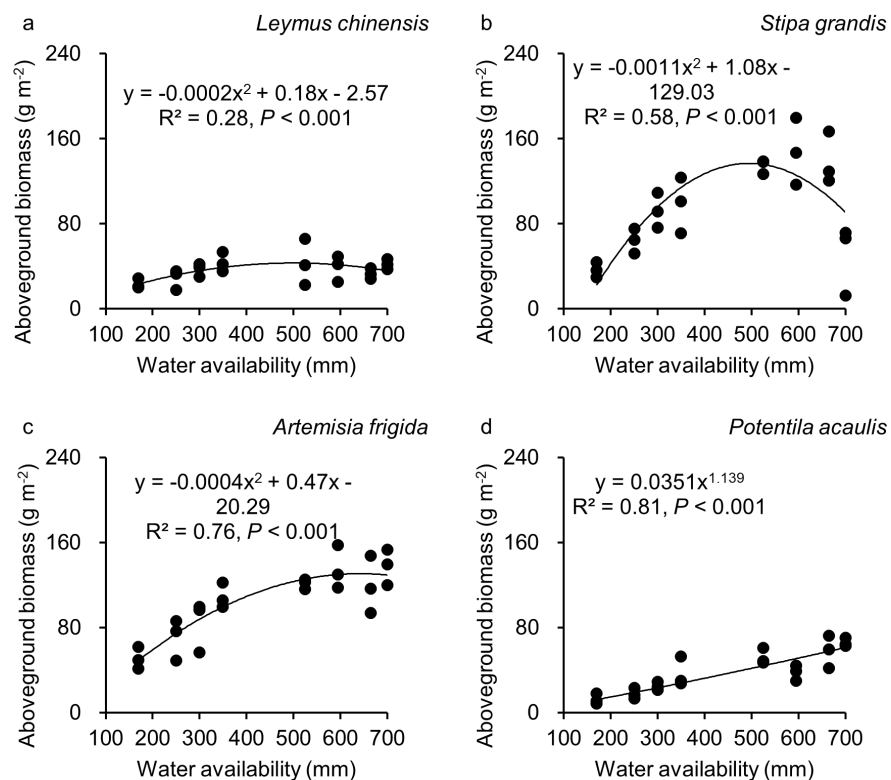 a
Leymus chinensis
240
160
80
0
100 200 300 400 500 600 700
Aboveground biomass (g m-2)
Water availability (mm)
y = -0.0002x² + 0.18x - 2.57
R² = 0.28, P < 0.001
b
Stipa grandis
240
160
80
0
100 200 300 400 500 600 700
Aboveground biomass (g m-2)
Water availability (mm)
y = -0.0011x² + 1.08x -
129.03
R² = 0.58, P < 0.001
c
Artemisia frigida
240
160
80
0
100 200 300 400 500 600 700
Aboveground biomass (g m-2)
Water availability (mm)
y = -0.0004x² + 0.47x -
20.29
R² = 0.76, P < 0.001
d
Potentila acaulis
240
160
80
0
100 200 300 400 500 600 700
Aboveground biomass (g m-2)
Water availability (mm)
y = 0.0351x1.139
R² = 0.81, P < 0.001